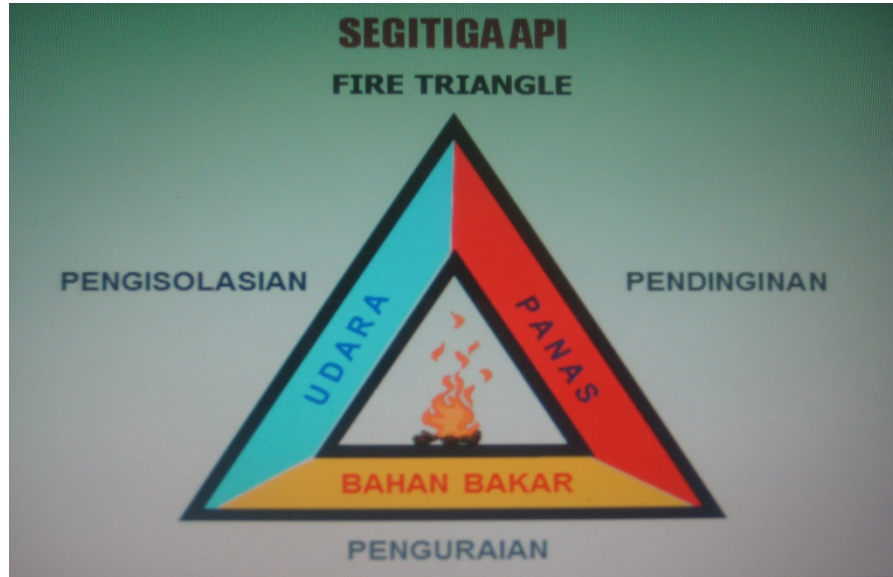 SEGITIGA API
FIRE TRIANGLE
PENGISOLASIAN
PENDINGINAN
UDARA
PANAS
BAHAN BAKAR
PENGURAIAN